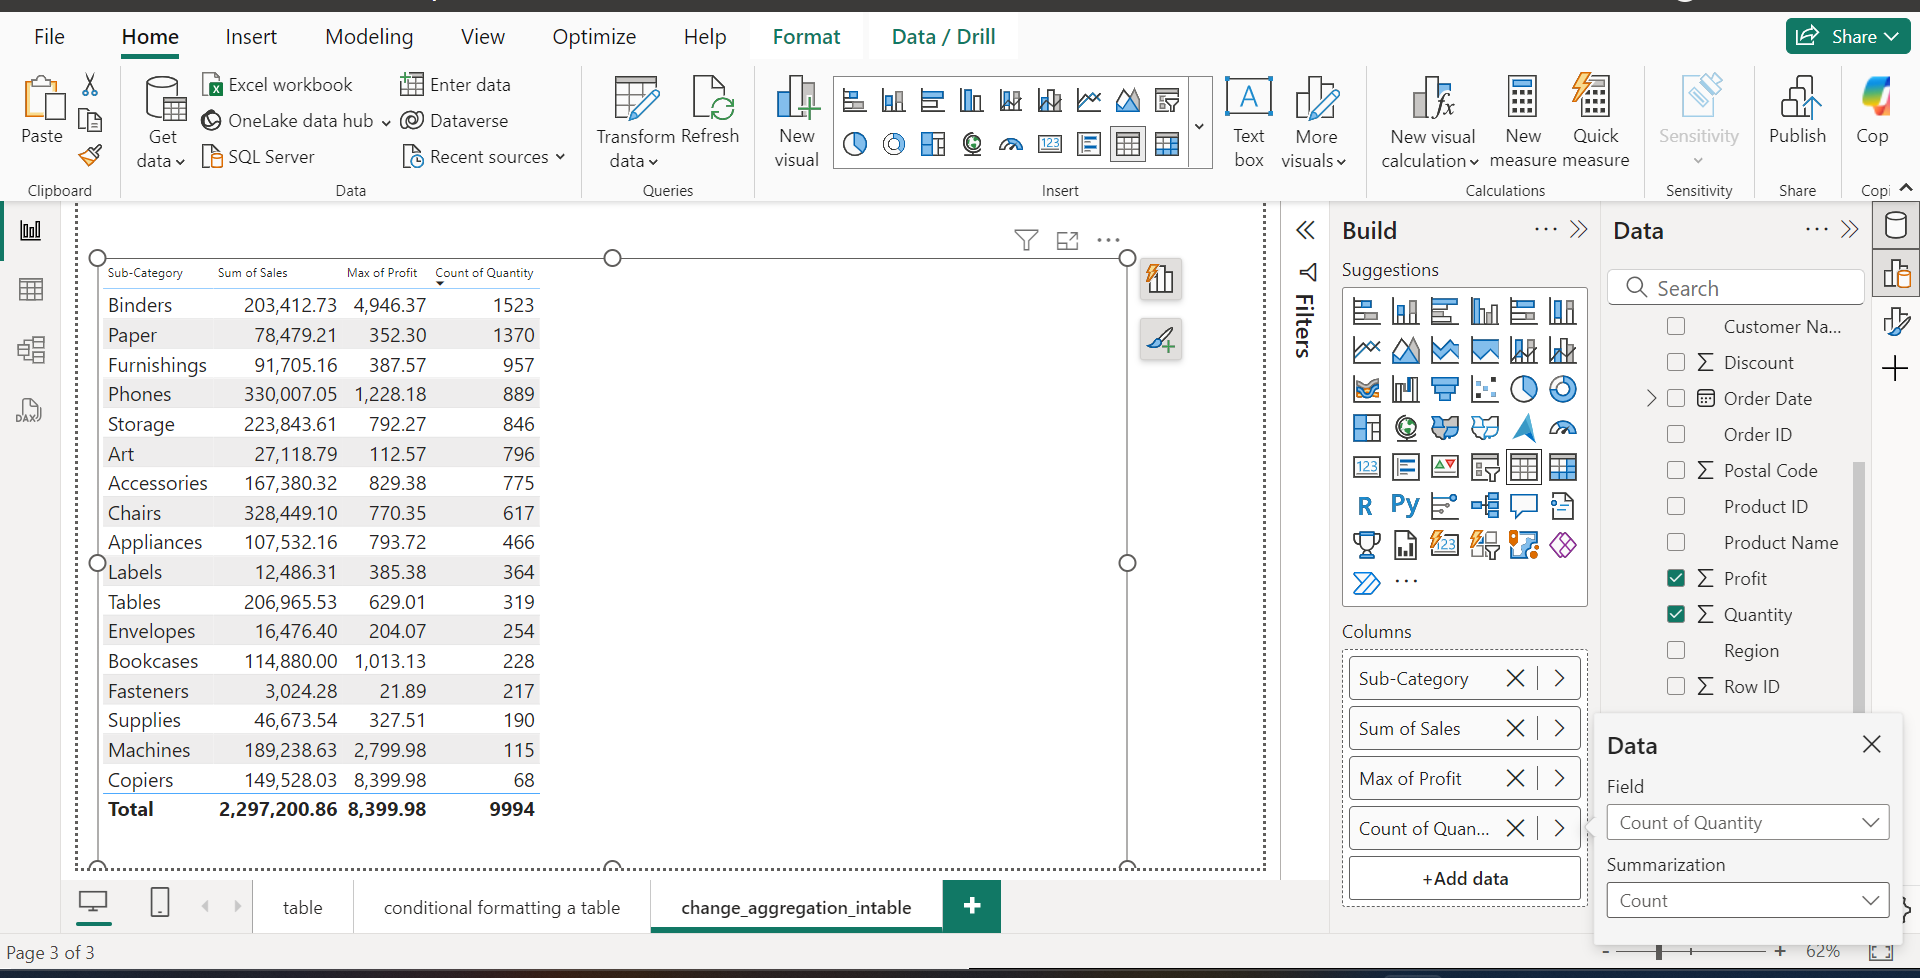 File Home Insert Modeling View Optimize Help Format Data / Drill Share
Paste
Clipboard
Get data
Excel workbook
OneLake data hub
SQL Server
Enter data
Dataverse
Recent sources
Data
Transform data
Refresh
Queries
New visual
Insert
Text box
More visuals
New visual calculation
New measure
Quick measure
Calculations
Sensitivity
Sensitivity
Publish
Share
Cop
Copi
DAX
Sub-Category Sum of Sales Max of Profit Count of Quantity
Binders 203,412.73 4,946.37 1523
Paper 78,479.21 352.30 1370
Furnishings 91,705.16 387.57 957
Phones 330,007.05 1,228.18 889
Storage 223,843.61 792.27 846
Art 27,118.79 112.57 796
Accessories 167,380.32 829.38 775
Chairs 328,449.10 770.35 617
Appliances 107,532.16 793.72 466
Labels 12,486.31 385.38 364
Tables 206,965.53 629.01 319
Envelopes 16,476.40 204.07 254
Bookcases 114,880.00 1,013.13 228
Fasteners 3,024.28 21.89 217
Supplies 46,673.54 327.51 190
Machines 189,238.63 2,799.98 115
Copiers 149,528.03 8,399.98 68
Total 2,297,200.86 8,399.98 9994
Filters
Build
Suggestions
123
R Py
123
Columns
Sub-Category
Sum of Sales
Max of Profit
Count of Quan...
+Add data
Data
Search
Customer Na...
Discount
Order Date
Order ID
Postal Code
Product ID
Product Name
Profit
Quantity
Region
Row ID
Data
Field
Count of Quantity
Summarization
Count
table
conditional formatting a table
change_aggregation_intable
Page 3 of 3
62%